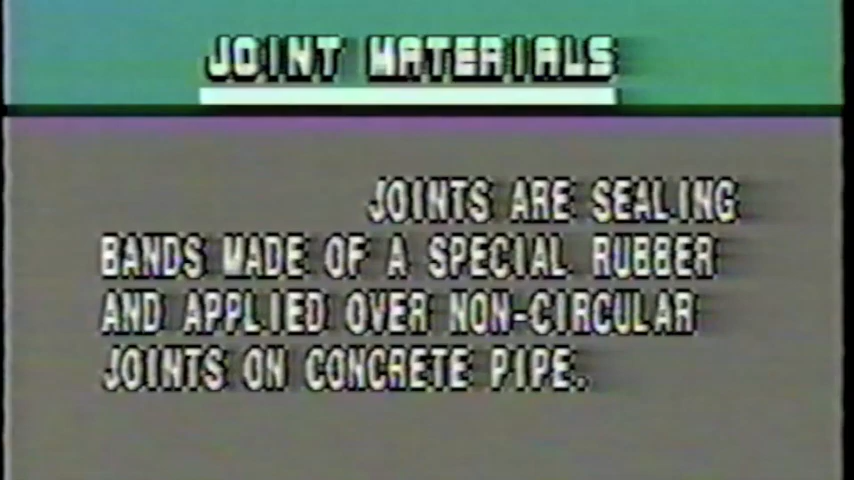 JOINT MATERIALS
JOINTS ARE SEALING
BANDS MADE OF A SPECIAL RUBBER
AND APPLIED OVER NON-CIRCULAR
JOINTS ON CONCRETE PIPE.